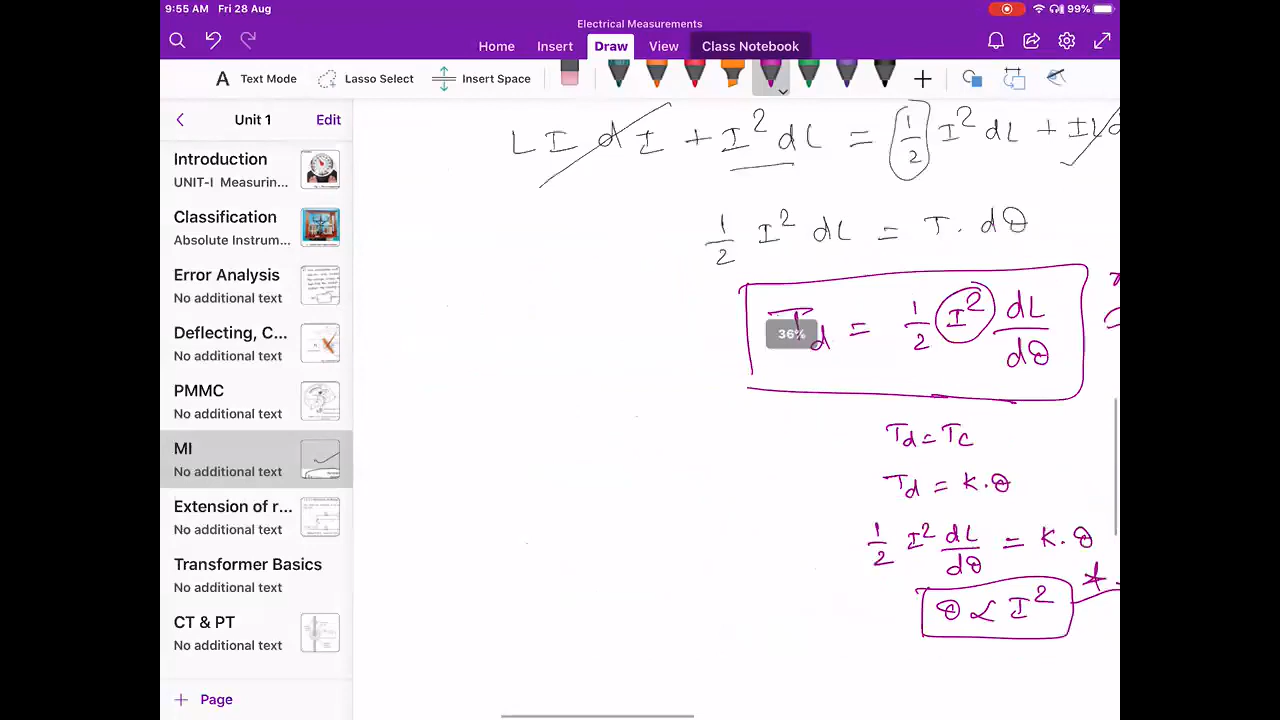 9:55 AM Fri 28 Aug
99%
Electrical Measurements
Home Insert Draw View Class Notebook
Text Mode Lasso Select Insert Space
Unit 1 Edit
Introduction
UNIT-I Measurin...
Classification
Absolute Instrum...
Error Analysis
No additional text
Deflecting, C...
No additional text
PMMC
No additional text
MI
No additional text
Extension of r...
No additional text
Transformer Basics
No additional text
CT & PT
No additional text
+ Page
LI dI + I² dL = (1/2) I² dL + IL d
1/2 I² dL = T. dθ
Td = 1/2 I² dL/dθ
36%
Td = Tc
Td = K.θ
1/2 I² dL/dθ = K.θ
θ ∝ I²